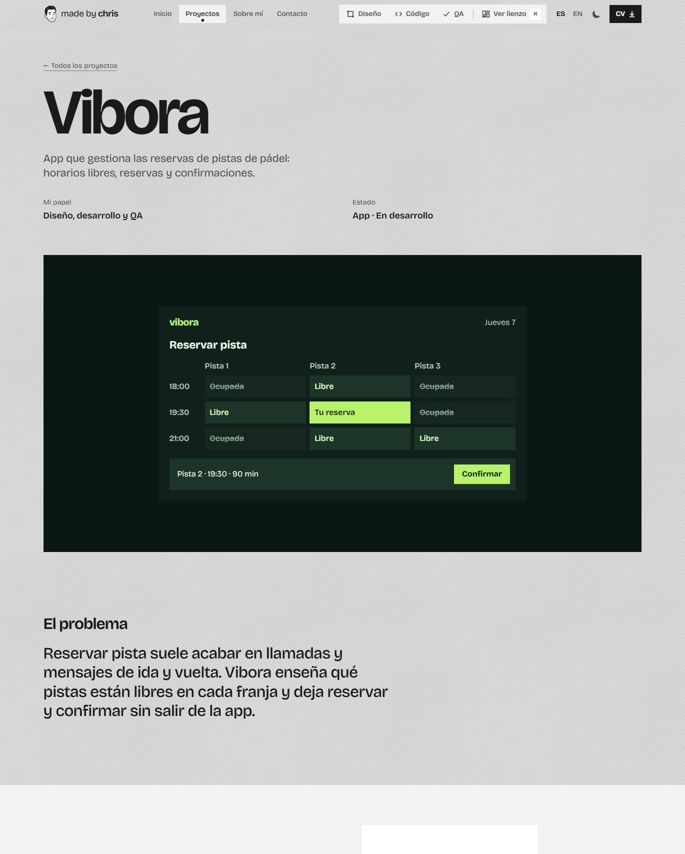 made by chris
Inicio Proyectos Sobre mí Contacto
Diseño Código QA Ver lienzo M
ES EN
CV
← Todos los proyectos
Vibora
App que gestiona las reservas de pistas de pádel:
horarios libres, reservas y confirmaciones.
Mi papel
Diseño, desarrollo y QA
Estado
App · En desarrollo
vibora
Jueves 7
Reservar pista
Pista 1 Pista 2 Pista 3
18:00 Ocupada Libre Ocupada
19:30 Libre Tu reserva Ocupada
21:00 Ocupada Libre Libre
Pista 2 · 19:30 · 90 min Confirmar
El problema
Reservar pista suele acabar en llamadas y
mensajes de ida y vuelta. Vibora enseña qué
pistas están libres en cada franja y deja reservar
y confirmar sin salir de la app.